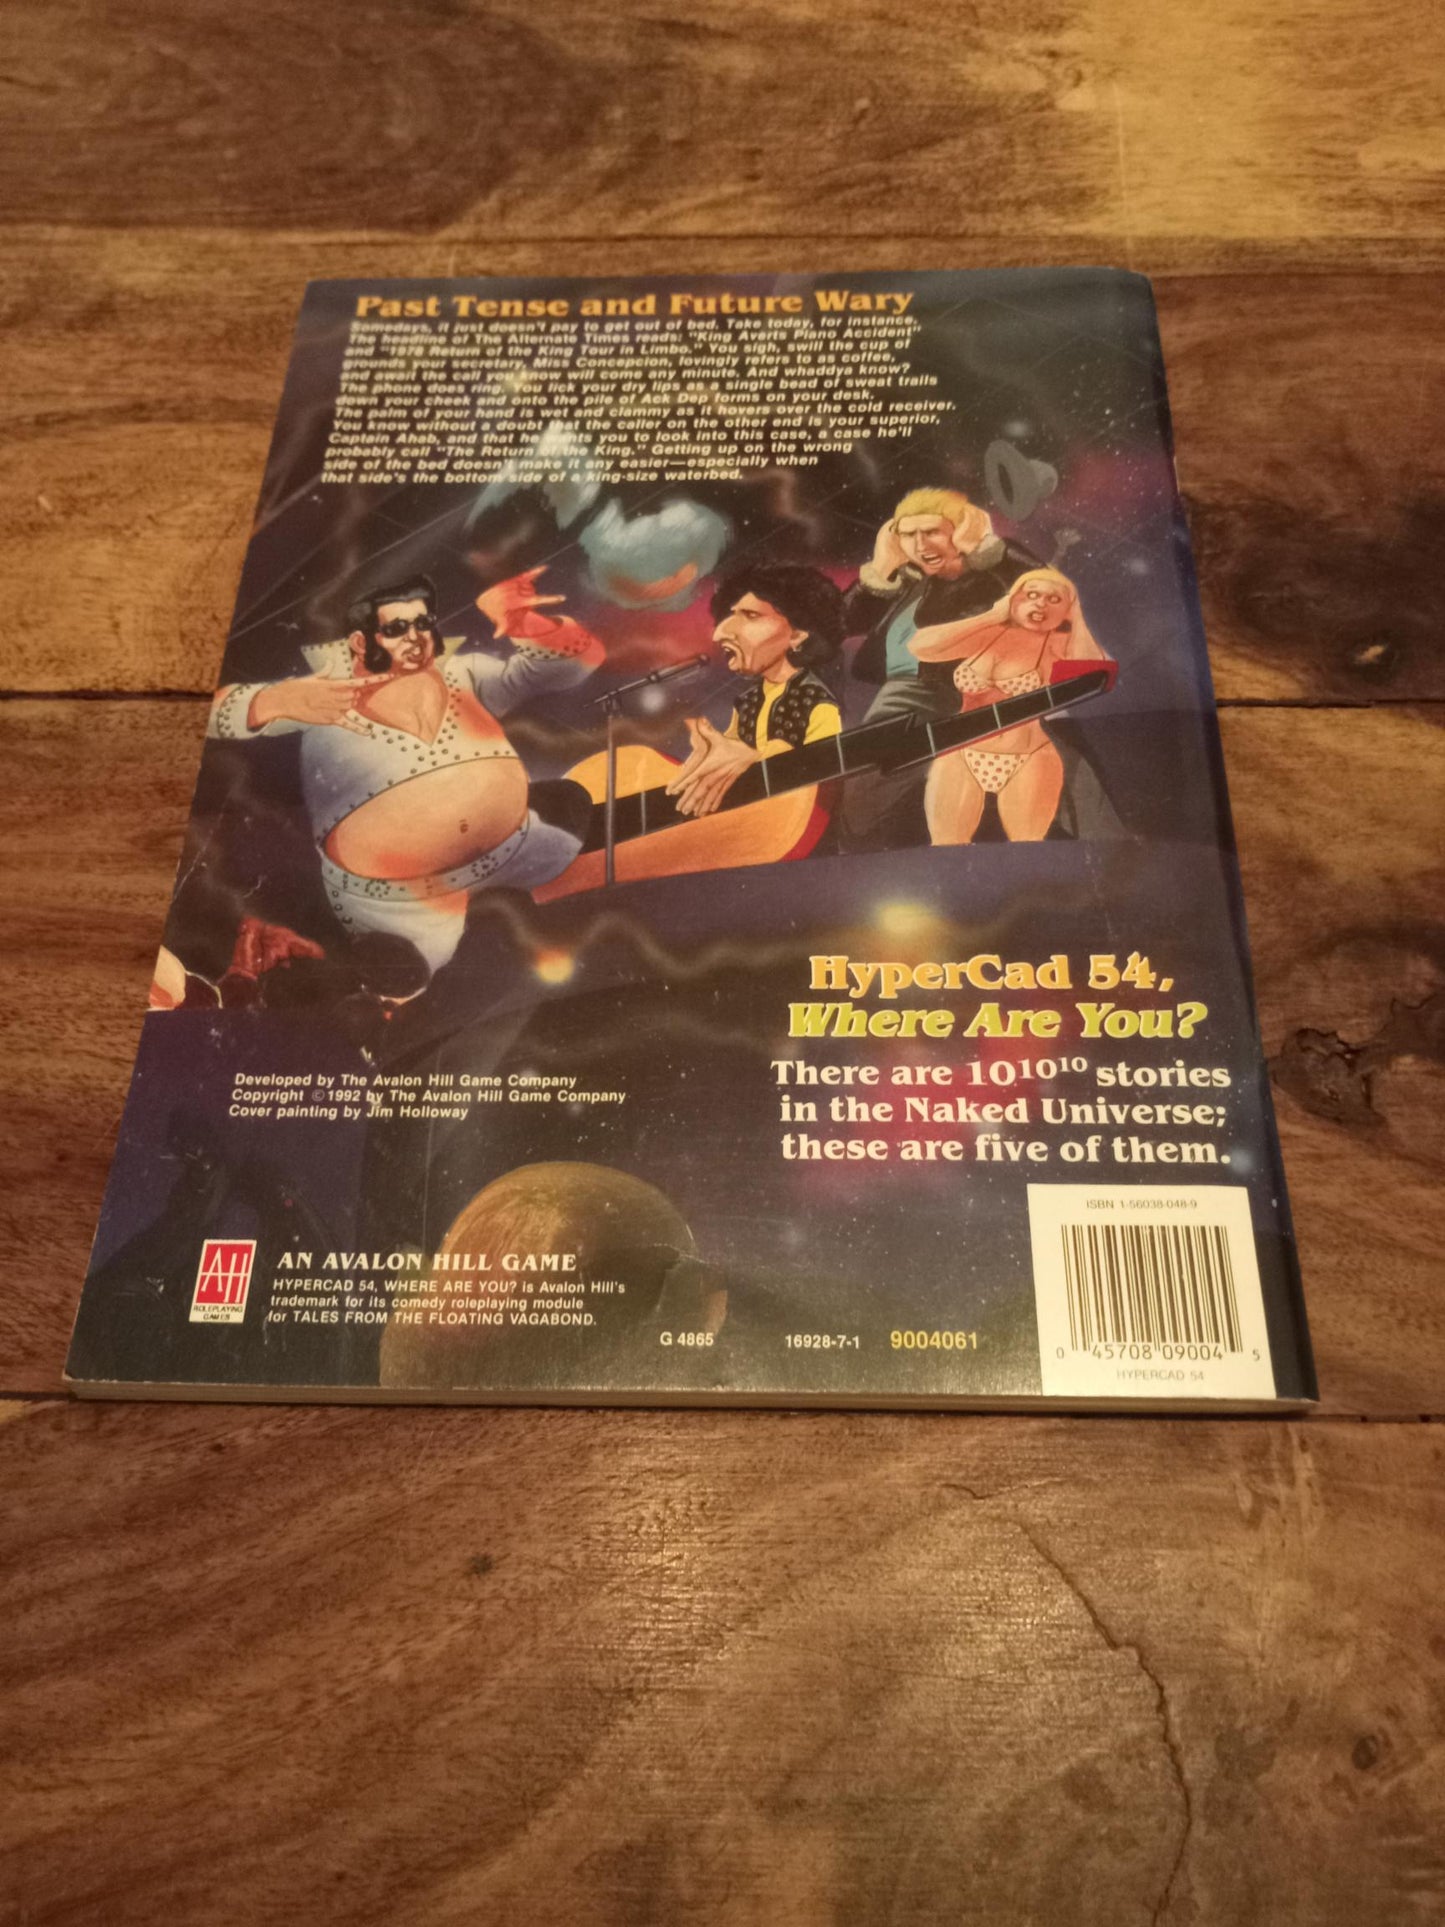 Past Tense and Future Wary
Somedays, it just doesn't pay to get out of bed. Take today, for instance.
The headline of The Alternate Times reads: "King Averts Piano Accident"
and "1978 Return of the King Tour in Limbo." You sigh, swill the cup of
grounds your secretary, Miss Concepcion, lovingly refers to as coffee,
and await the call you know will come any minute. And whaddya know?
The phone does ring. You lick your dry lips as a single bead of sweat trails
down your cheek and onto the pile of Ack Dep forms on your desk.
The palm of your hand is wet and clammy as it hovers over the cold receiver.
You know without a doubt that the caller on the other end is your superior,
Captain Ahab, and that he wants you to look into this case, a case he'll
probably call "The Return of the King." Getting up on the wrong
side of the bed doesn't make it any easier—especially when
that side's the bottom side of a king-size waterbed.
HyperCad 54,
Where Are You?
There are 10¹⁰¹⁰ stories
in the Naked Universe;
these are five of them.
Developed by The Avalon Hill Game Company
Copyright ©1992 by The Avalon Hill Game Company
Cover painting by Jim Holloway
AH
ROLEPLAYING
GAMES
AN AVALON HILL GAME
HYPERCAD 54, WHERE ARE YOU? is Avalon Hill's
trademark for its comedy roleplaying module
for TALES FROM THE FLOATING VAGABOND.
G 4865
16928-7-1
9004061
ISBN 1-56038-048-9
0 45708 09004 5
HYPERCAD 54